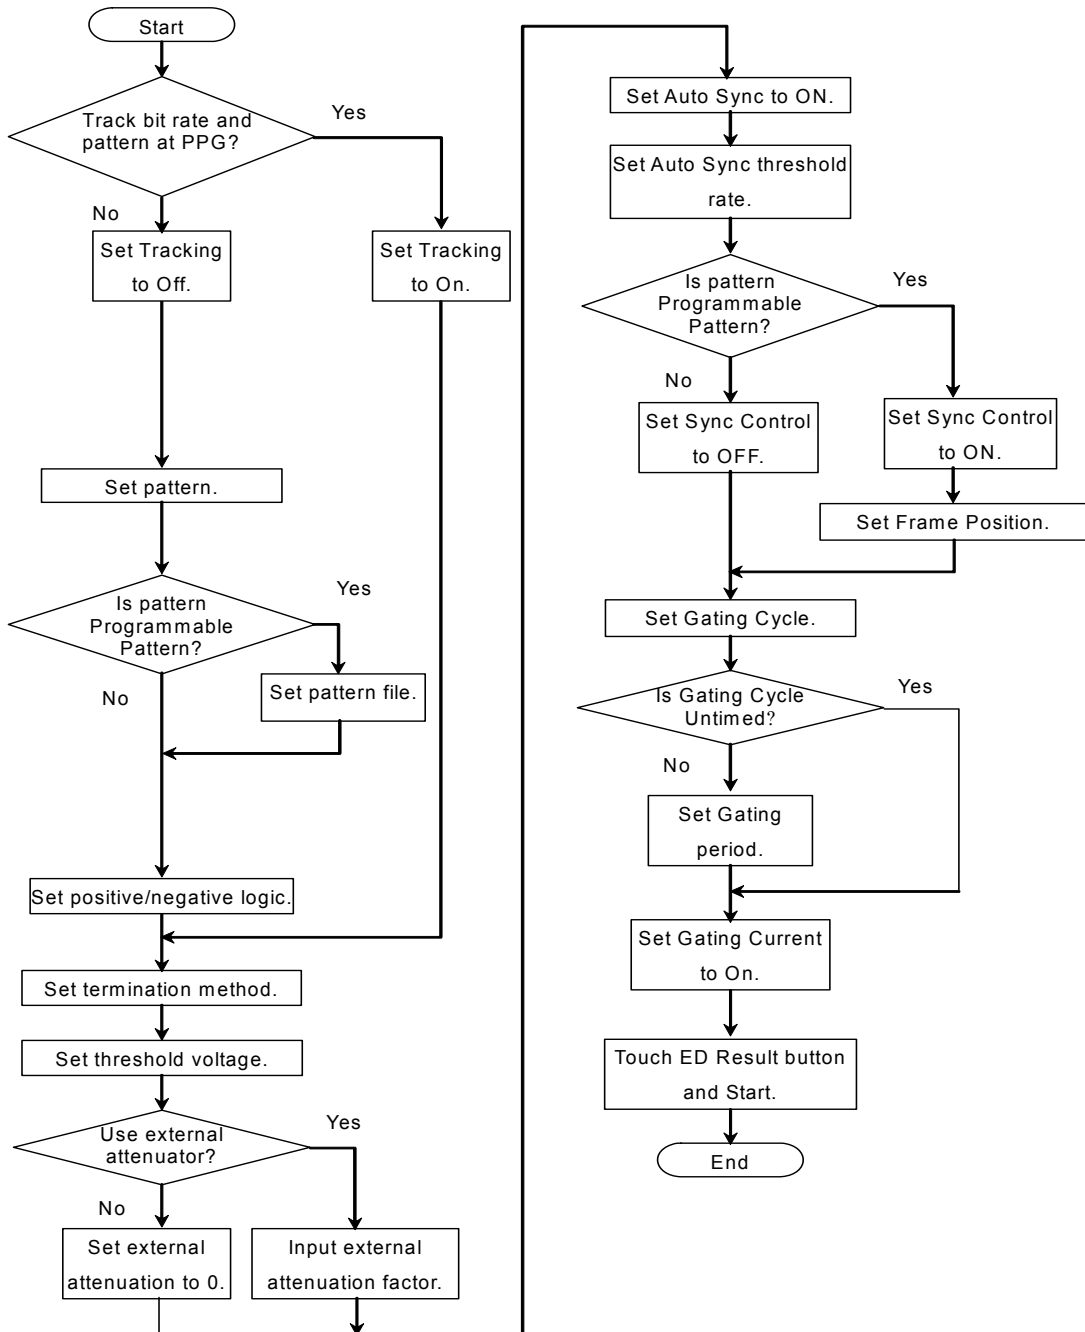 Start
Track bit rate and
pattern at PPG?
Yes
No
Set Tracking
to Off.
Set Tracking
to On.
Set pattern.
Is pattern
Programmable
Pattern?
Yes
No
Set pattern file.
Set positive/negative logic.
Set termination method.
Set threshold voltage.
Use external
attenuator?
Yes
No
Set external
attenuation to 0.
Input external
attenuation factor.
Set Auto Sync to ON.
Set Auto Sync threshold
rate.
Is pattern
Programmable
Pattern?
Yes
No
Set Sync Control
to OFF.
Set Sync Control
to ON.
Set Frame Position.
Set Gating Cycle.
Is Gating Cycle
Untimed?
Yes
No
Set Gating
period.
Set Gating Current
to On.
Touch ED Result button
and Start.
End